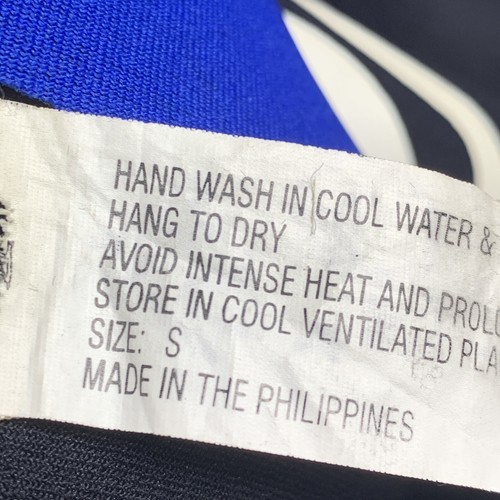 HAND WASH IN COOL WATER &
HANG TO DRY
AVOID INTENSE HEAT AND PROL
STORE IN COOL VENTILATED PLA
SIZE: S
MADE IN THE PHILIPPINES